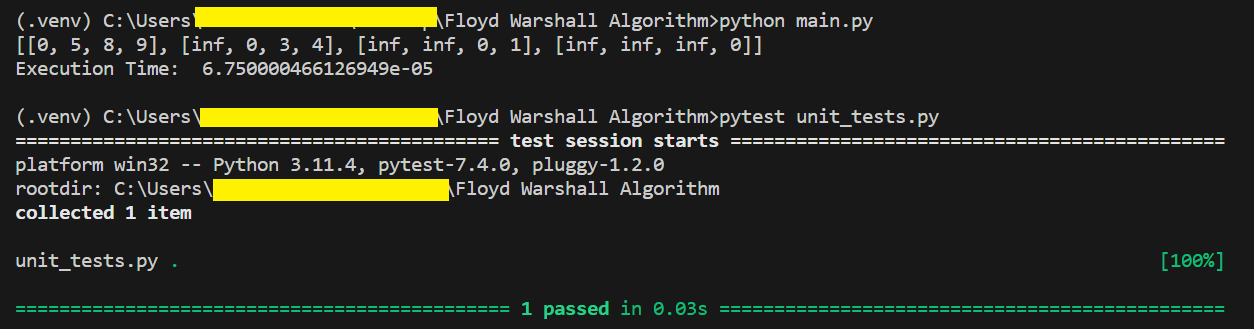 (.venv) C:\Users\ \Floyd Warshall Algorithm>python main.py
[[0, 5, 8, 9], [inf, 0, 3, 4], [inf, inf, 0, 1], [inf, inf, inf, 0]]
Execution Time:  6.750000466126949e-05
(.venv) C:\Users\ \Floyd Warshall Algorithm>pytest unit_tests.py
============================================ test session starts =============================================
platform win32 -- Python 3.11.4, pytest-7.4.0, pluggy-1.2.0
rootdir: C:\Users\ \Floyd Warshall Algorithm
collected 1 item
unit_tests.py . [100%]
============================================= 1 passed in 0.03s ==============================================